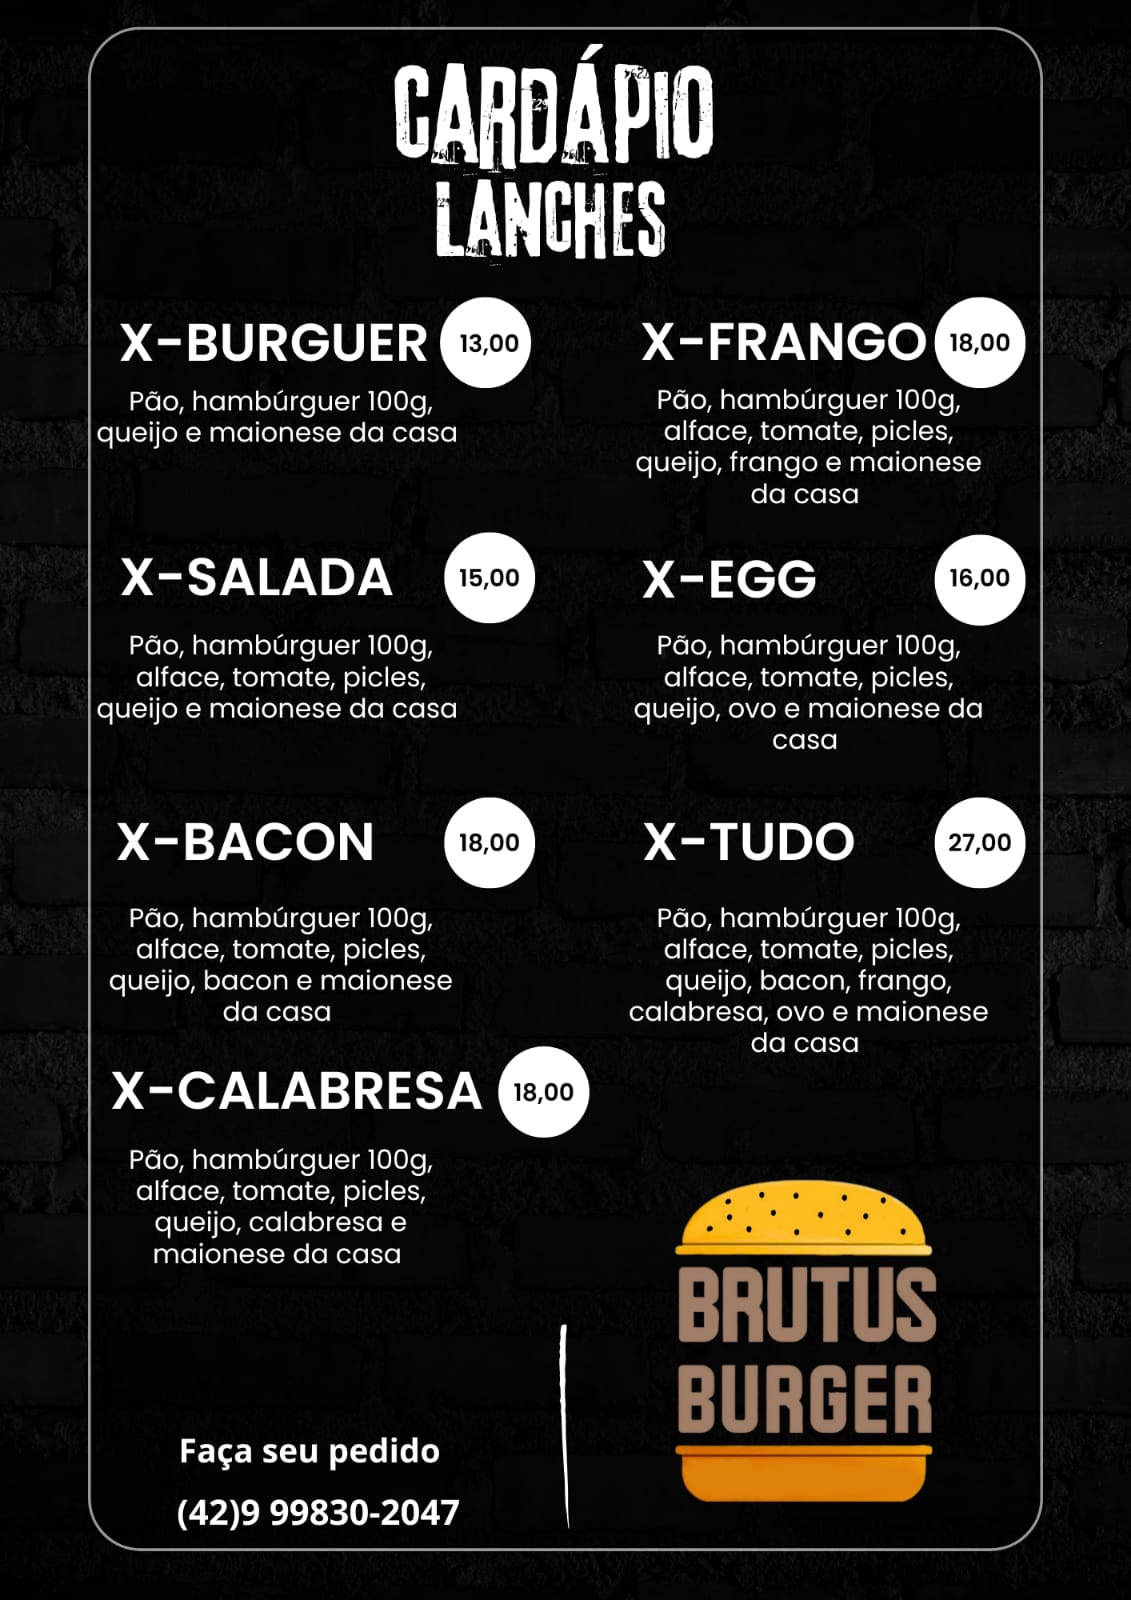 CARDÁPIO
LANCHES
X-BURGUER 13,00
Pão, hambúrguer 100g,
queijo e maionese da casa
X-SALADA 15,00
Pão, hambúrguer 100g,
alface, tomate, picles,
queijo e maionese da casa
X-BACON 18,00
Pão, hambúrguer 100g,
alface, tomate, picles,
queijo, bacon e maionese
da casa
X-CALABRESA 18,00
Pão, hambúrguer 100g,
alface, tomate, picles,
queijo, calabresa e
maionese da casa
X-FRANGO 18,00
Pão, hambúrguer 100g,
alface, tomate, picles,
queijo, frango e maionese
da casa
X-EGG 16,00
Pão, hambúrguer 100g,
alface, tomate, picles,
queijo, ovo e maionese da
casa
X-TUDO 27,00
Pão, hambúrguer 100g,
alface, tomate, picles,
queijo, bacon, frango,
calabresa, ovo e maionese
da casa
Faça seu pedido
(42)9 99830-2047
BRUTUS
BURGER